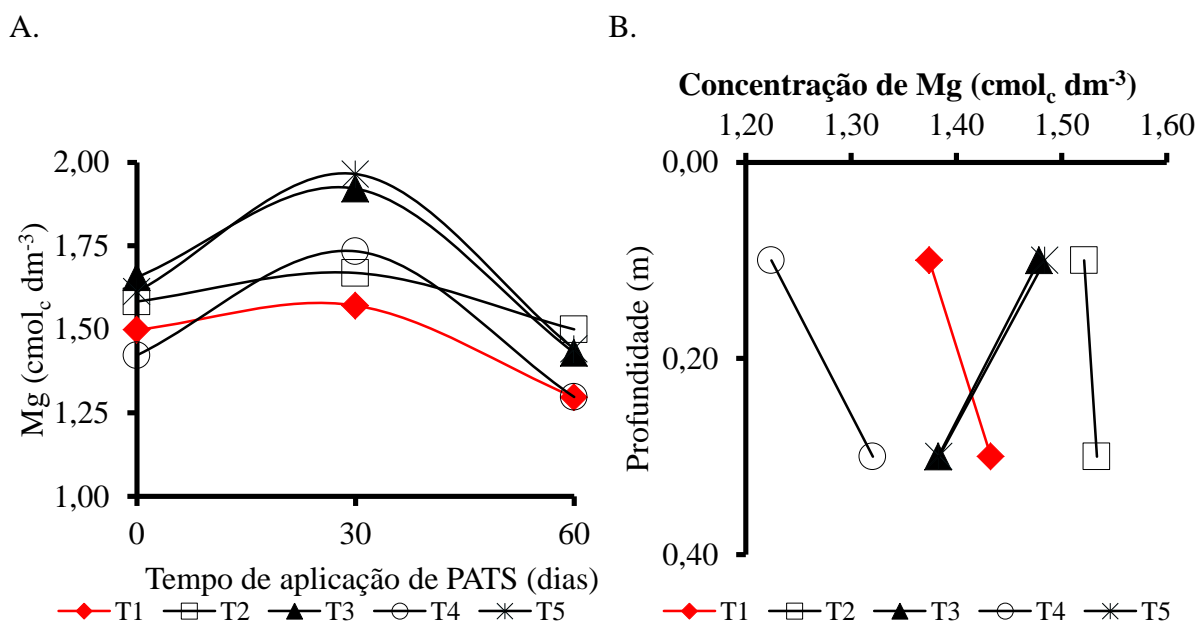 A.
2,00
1,75
1,50
1,25
1,00
Mg (cmolc dm-3)
0 30 60
Tempo de aplicação de PATS (dias)
T1 T2 T3 T4 T5
B.
Concentração de Mg (cmolc dm-3)
1,20 1,30 1,40 1,50 1,60
0,00
0,20
0,40
Profundidade (m)
T1 T2 T3 T4 T5